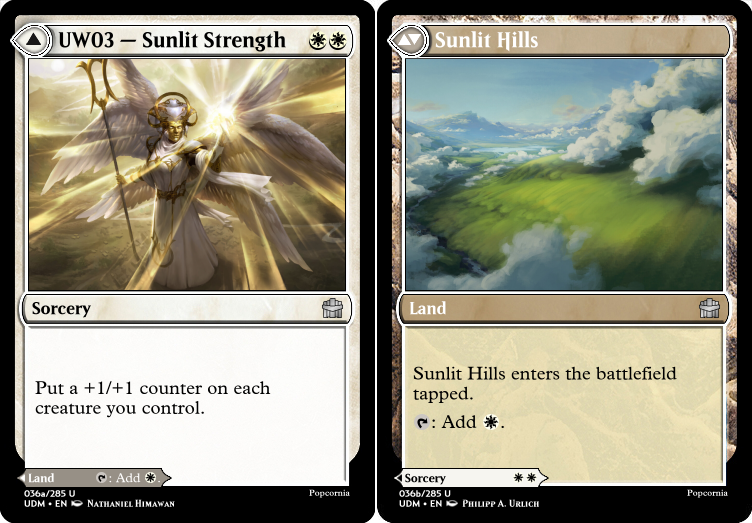 UW03 — Sunlit Strength
Sorcery
Put a +1/+1 counter on each
creature you control.
Land : Add .
036a/285 U
UDM • EN Nathaniel Himawan
Popcornia
Sunlit Hills
Land
Sunlit Hills enters the battlefield
tapped.
: Add .
Sorcery
036b/285 U
UDM • EN Philipp A. Urlich
Popcornia